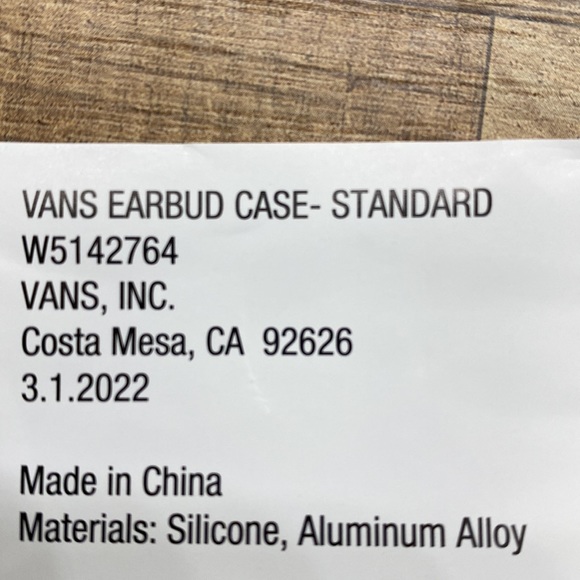 VANS EARBUD CASE- STANDARD
W5142764
VANS, INC.
Costa Mesa, CA  92626
3.1.2022
Made in China
Materials: Silicone, Aluminum Alloy